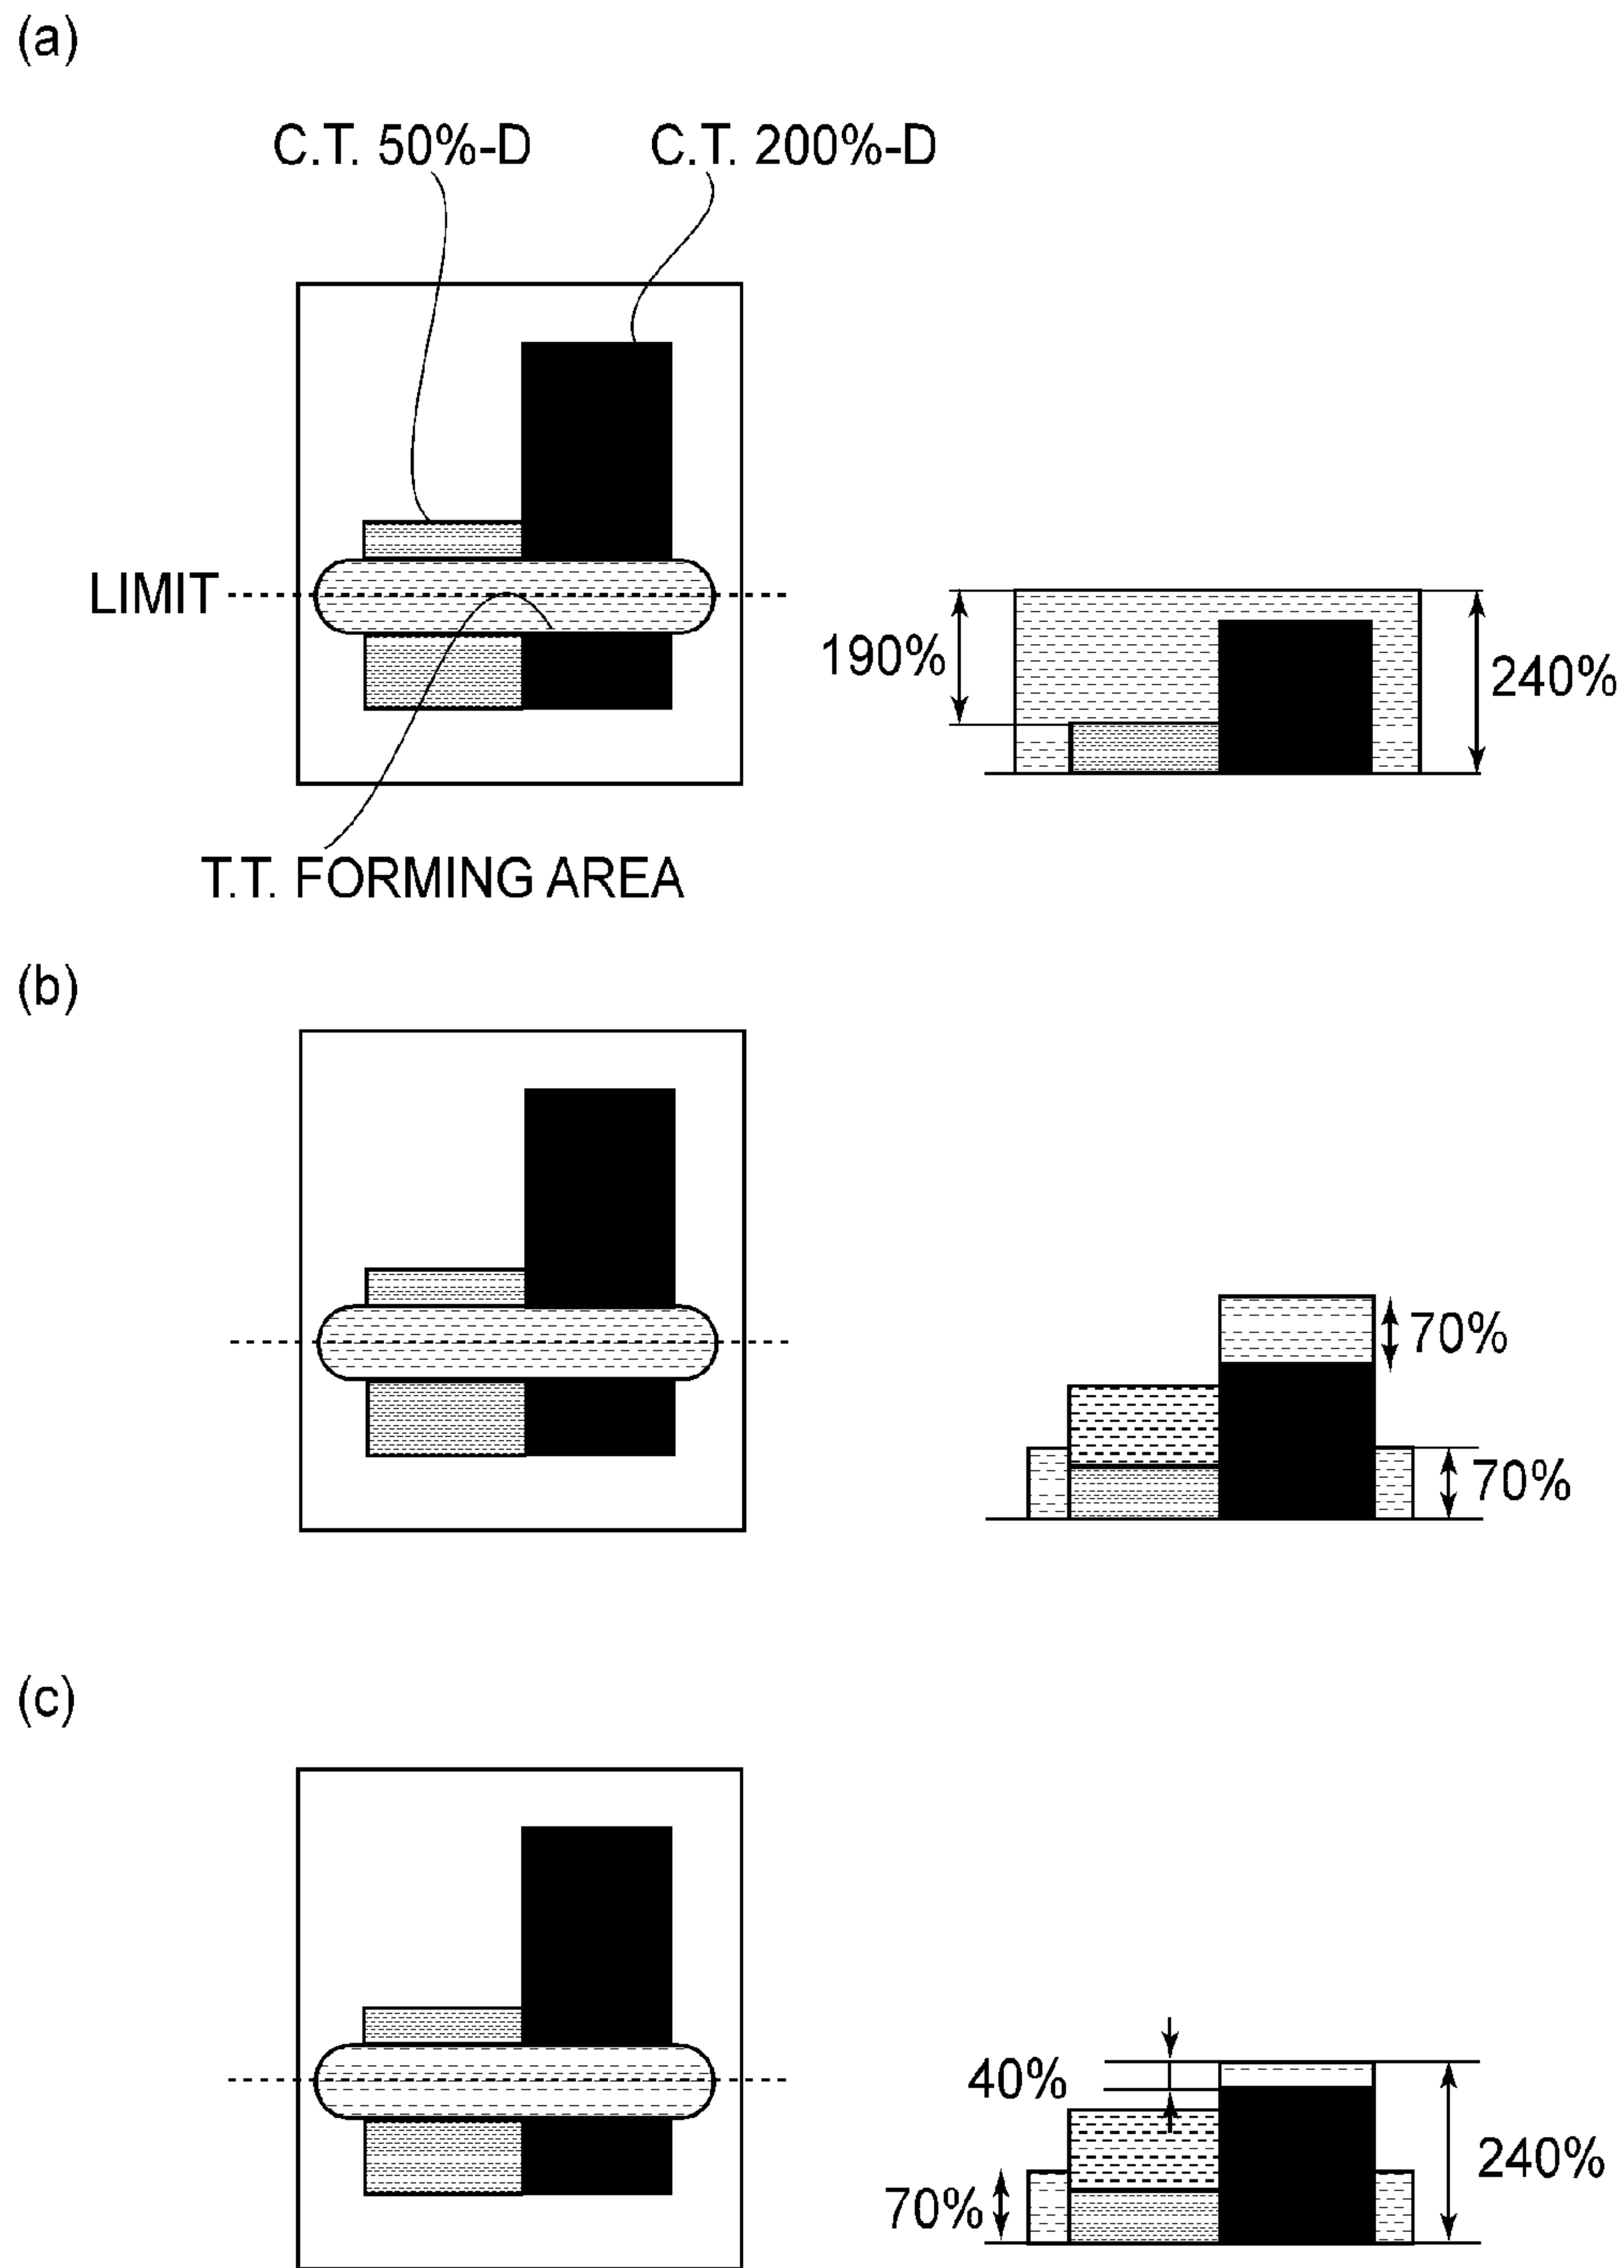 (a)
C.T. 50%-D
C.T. 200%-D
LIMIT
190%
240%
T.T. FORMING AREA
(b)
70%
70%
(c)
40%
240%
70%